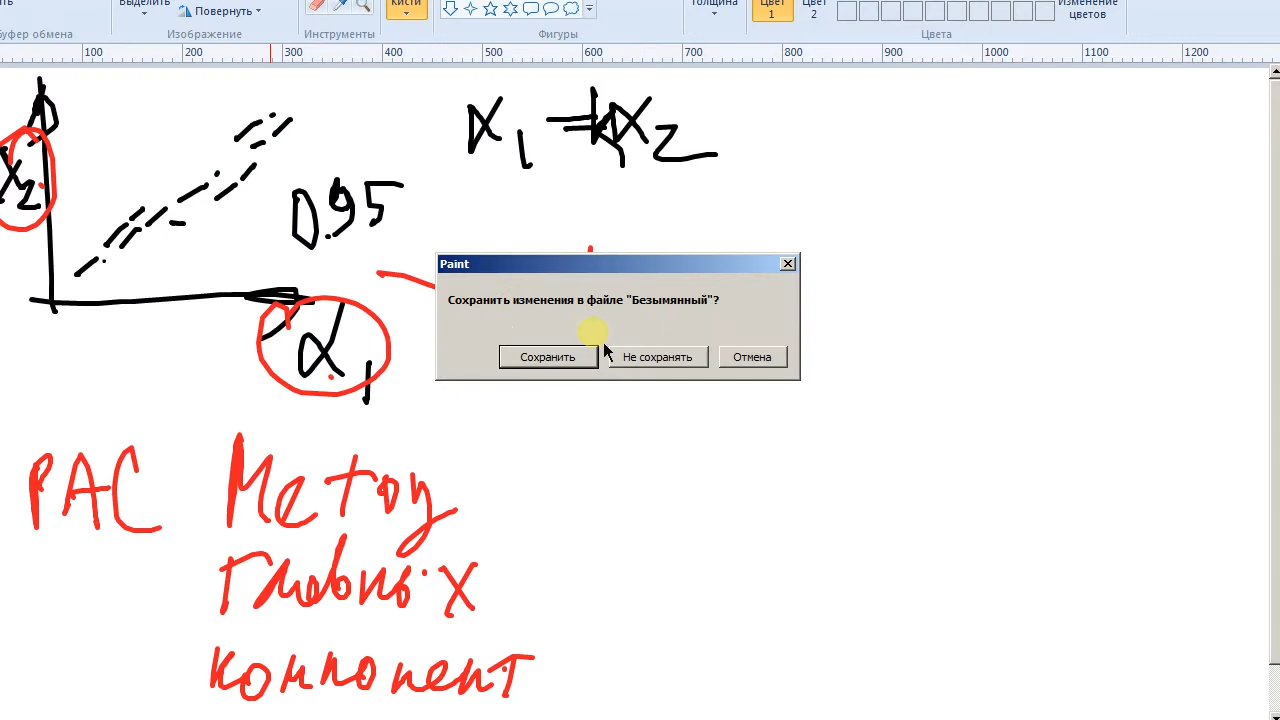 Выделить
Повернуть
Кисти
Толщина
Цвет
1
Цвет
2
Изменение
цветов
Буфер обмена
Изображение
Инструменты
Фигуры
Цвета
100 200 300 400 500 600 700 800 900 1000 1100 1200
x1 = kx2
x2
0.95
Paint
Сохранить изменения в файле "Безымянный"?
Сохранить Не сохранять Отмена
x1
PAC Метод
Главных
компонент